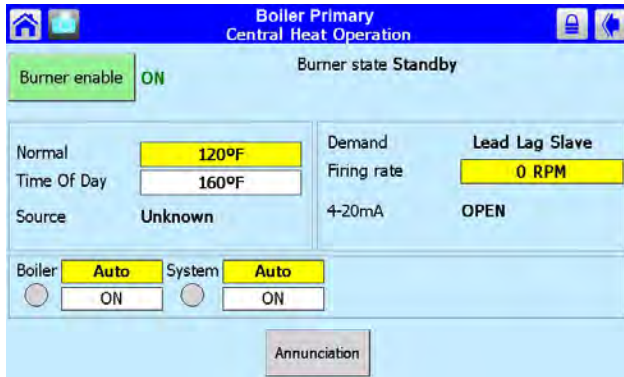 Boiler Primary
Central Heat Operation
Burner enable ON
Burner state Standby
Normal 120ºF
Time Of Day 160ºF
Source Unknown
Demand Lead Lag Slave
Firing rate 0 RPM
4-20mA OPEN
Boiler Auto System Auto
ON ON
Annunciation